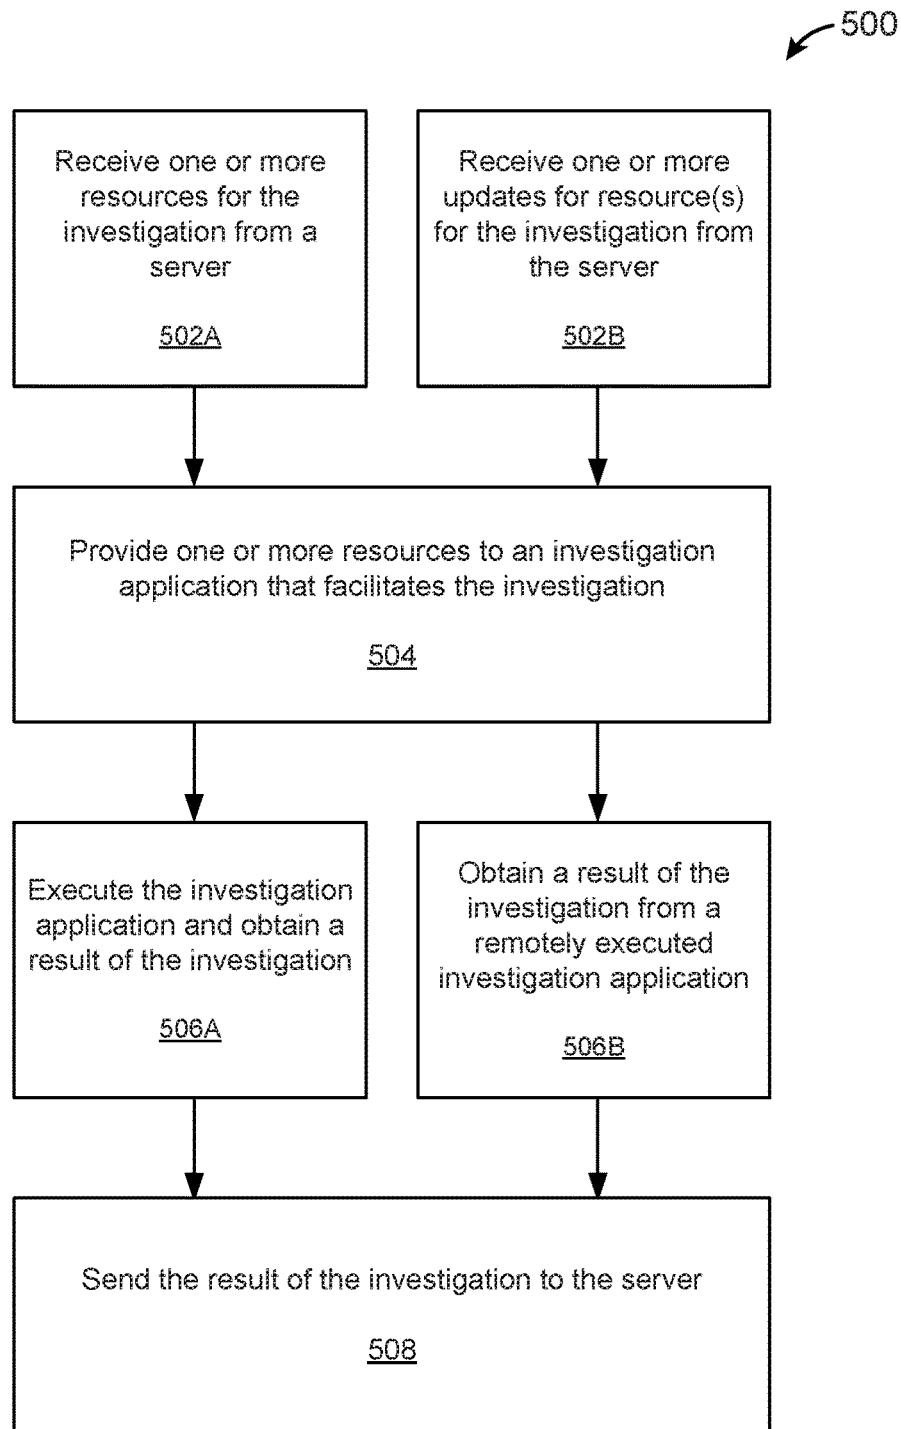 500
Receive one or more
resources for the
investigation from a
server
502A
Receive one or more
updates for resource(s)
for the investigation from
the server
502B
Provide one or more resources to an investigation
application that facilitates the investigation
504
Execute the investigation
application and obtain a
result of the investigation
506A
Obtain a result of the
investigation from a
remotely executed
investigation application
506B
Send the result of the investigation to the server
508